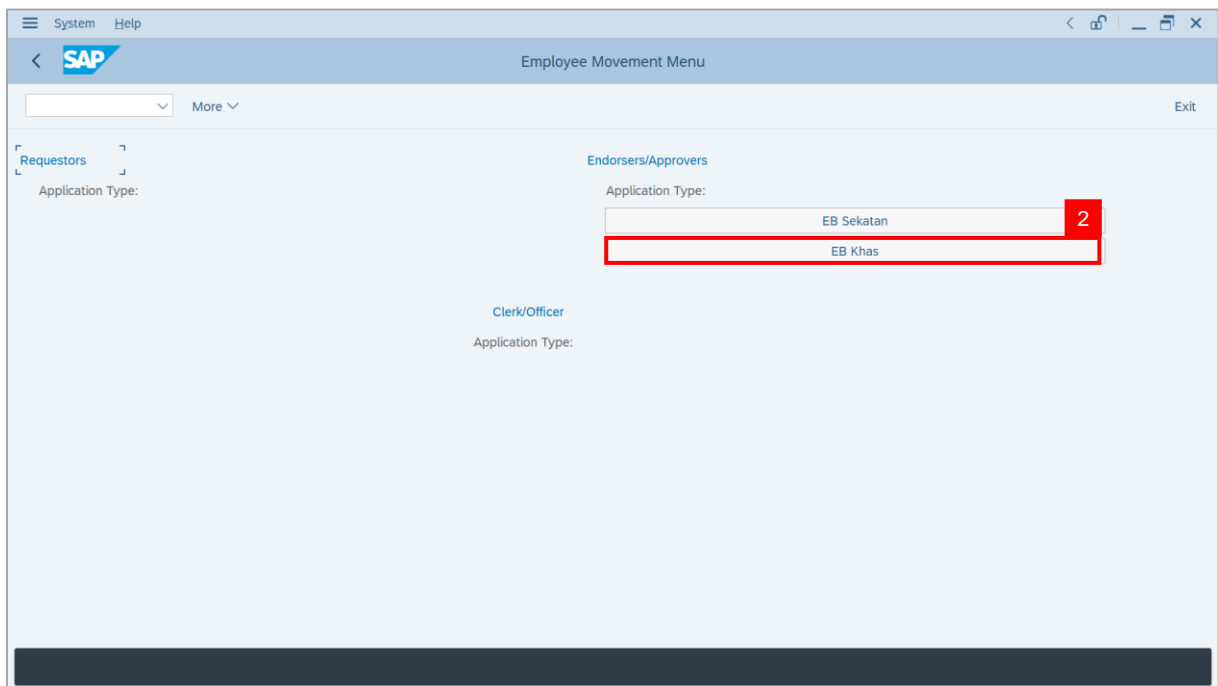 System Help
SAP Employee Movement Menu
More Exit
Requestors
Application Type:
Endorsers/Approvers
Application Type:
EB Sekatan
2
EB Khas
Clerk/Officer
Application Type: